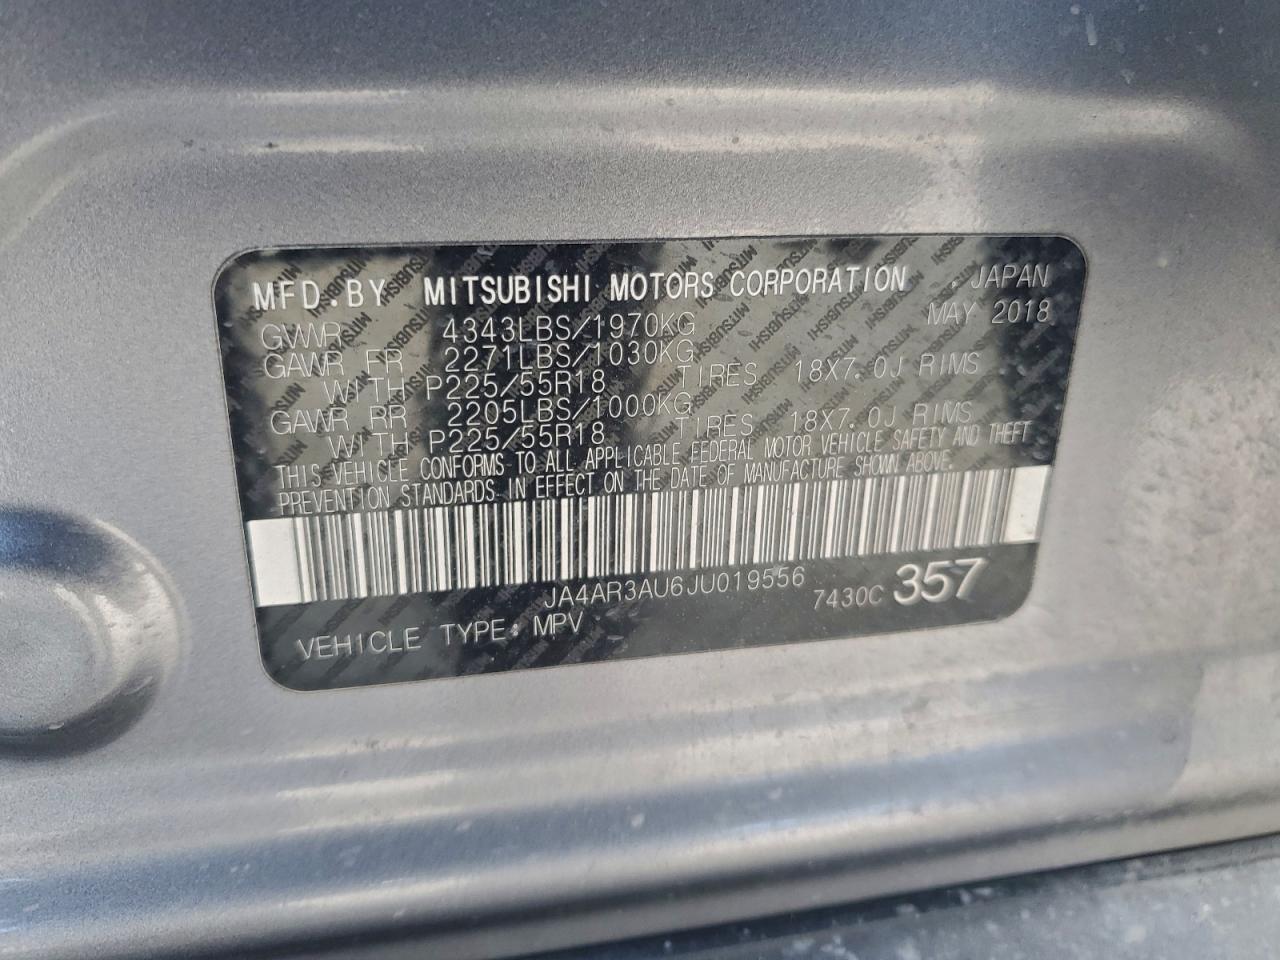 MFD.BY MITSUBISHI MOTORS CORPORATION JAPAN
MAY 2018
GVWR 4343LBS/1970KG
GAWR FR 2271LBS/1030KG
WITH P225/55R18 TIRES 18X7.0J RIMS
GAWR RR 2205LBS/1000KG
WITH P225/55R18 TIRES 18X7.0J RIMS
THIS VEHICLE CONFORMS TO ALL APPLICABLE FEDERAL MOTOR VEHICLE SAFETY AND THEFT
PREVENTION STANDARDS IN EFFECT ON THE DATE OF MANUFACTURE SHOWN ABOVE.
JA4AR3AU6JU019556
7430C 357
VEHICLE TYPE: MPV